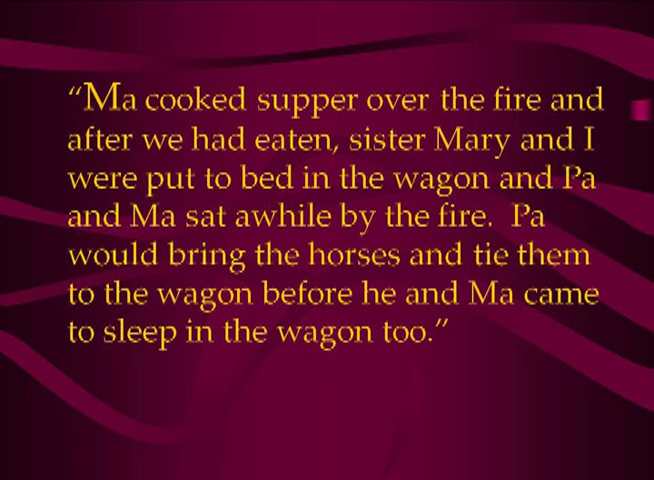 “Ma cooked supper over the fire and
after we had eaten, sister Mary and I
were put to bed in the wagon and Pa
and Ma sat awhile by the fire.  Pa
would bring the horses and tie them
to the wagon before he and Ma came
to sleep in the wagon too.”